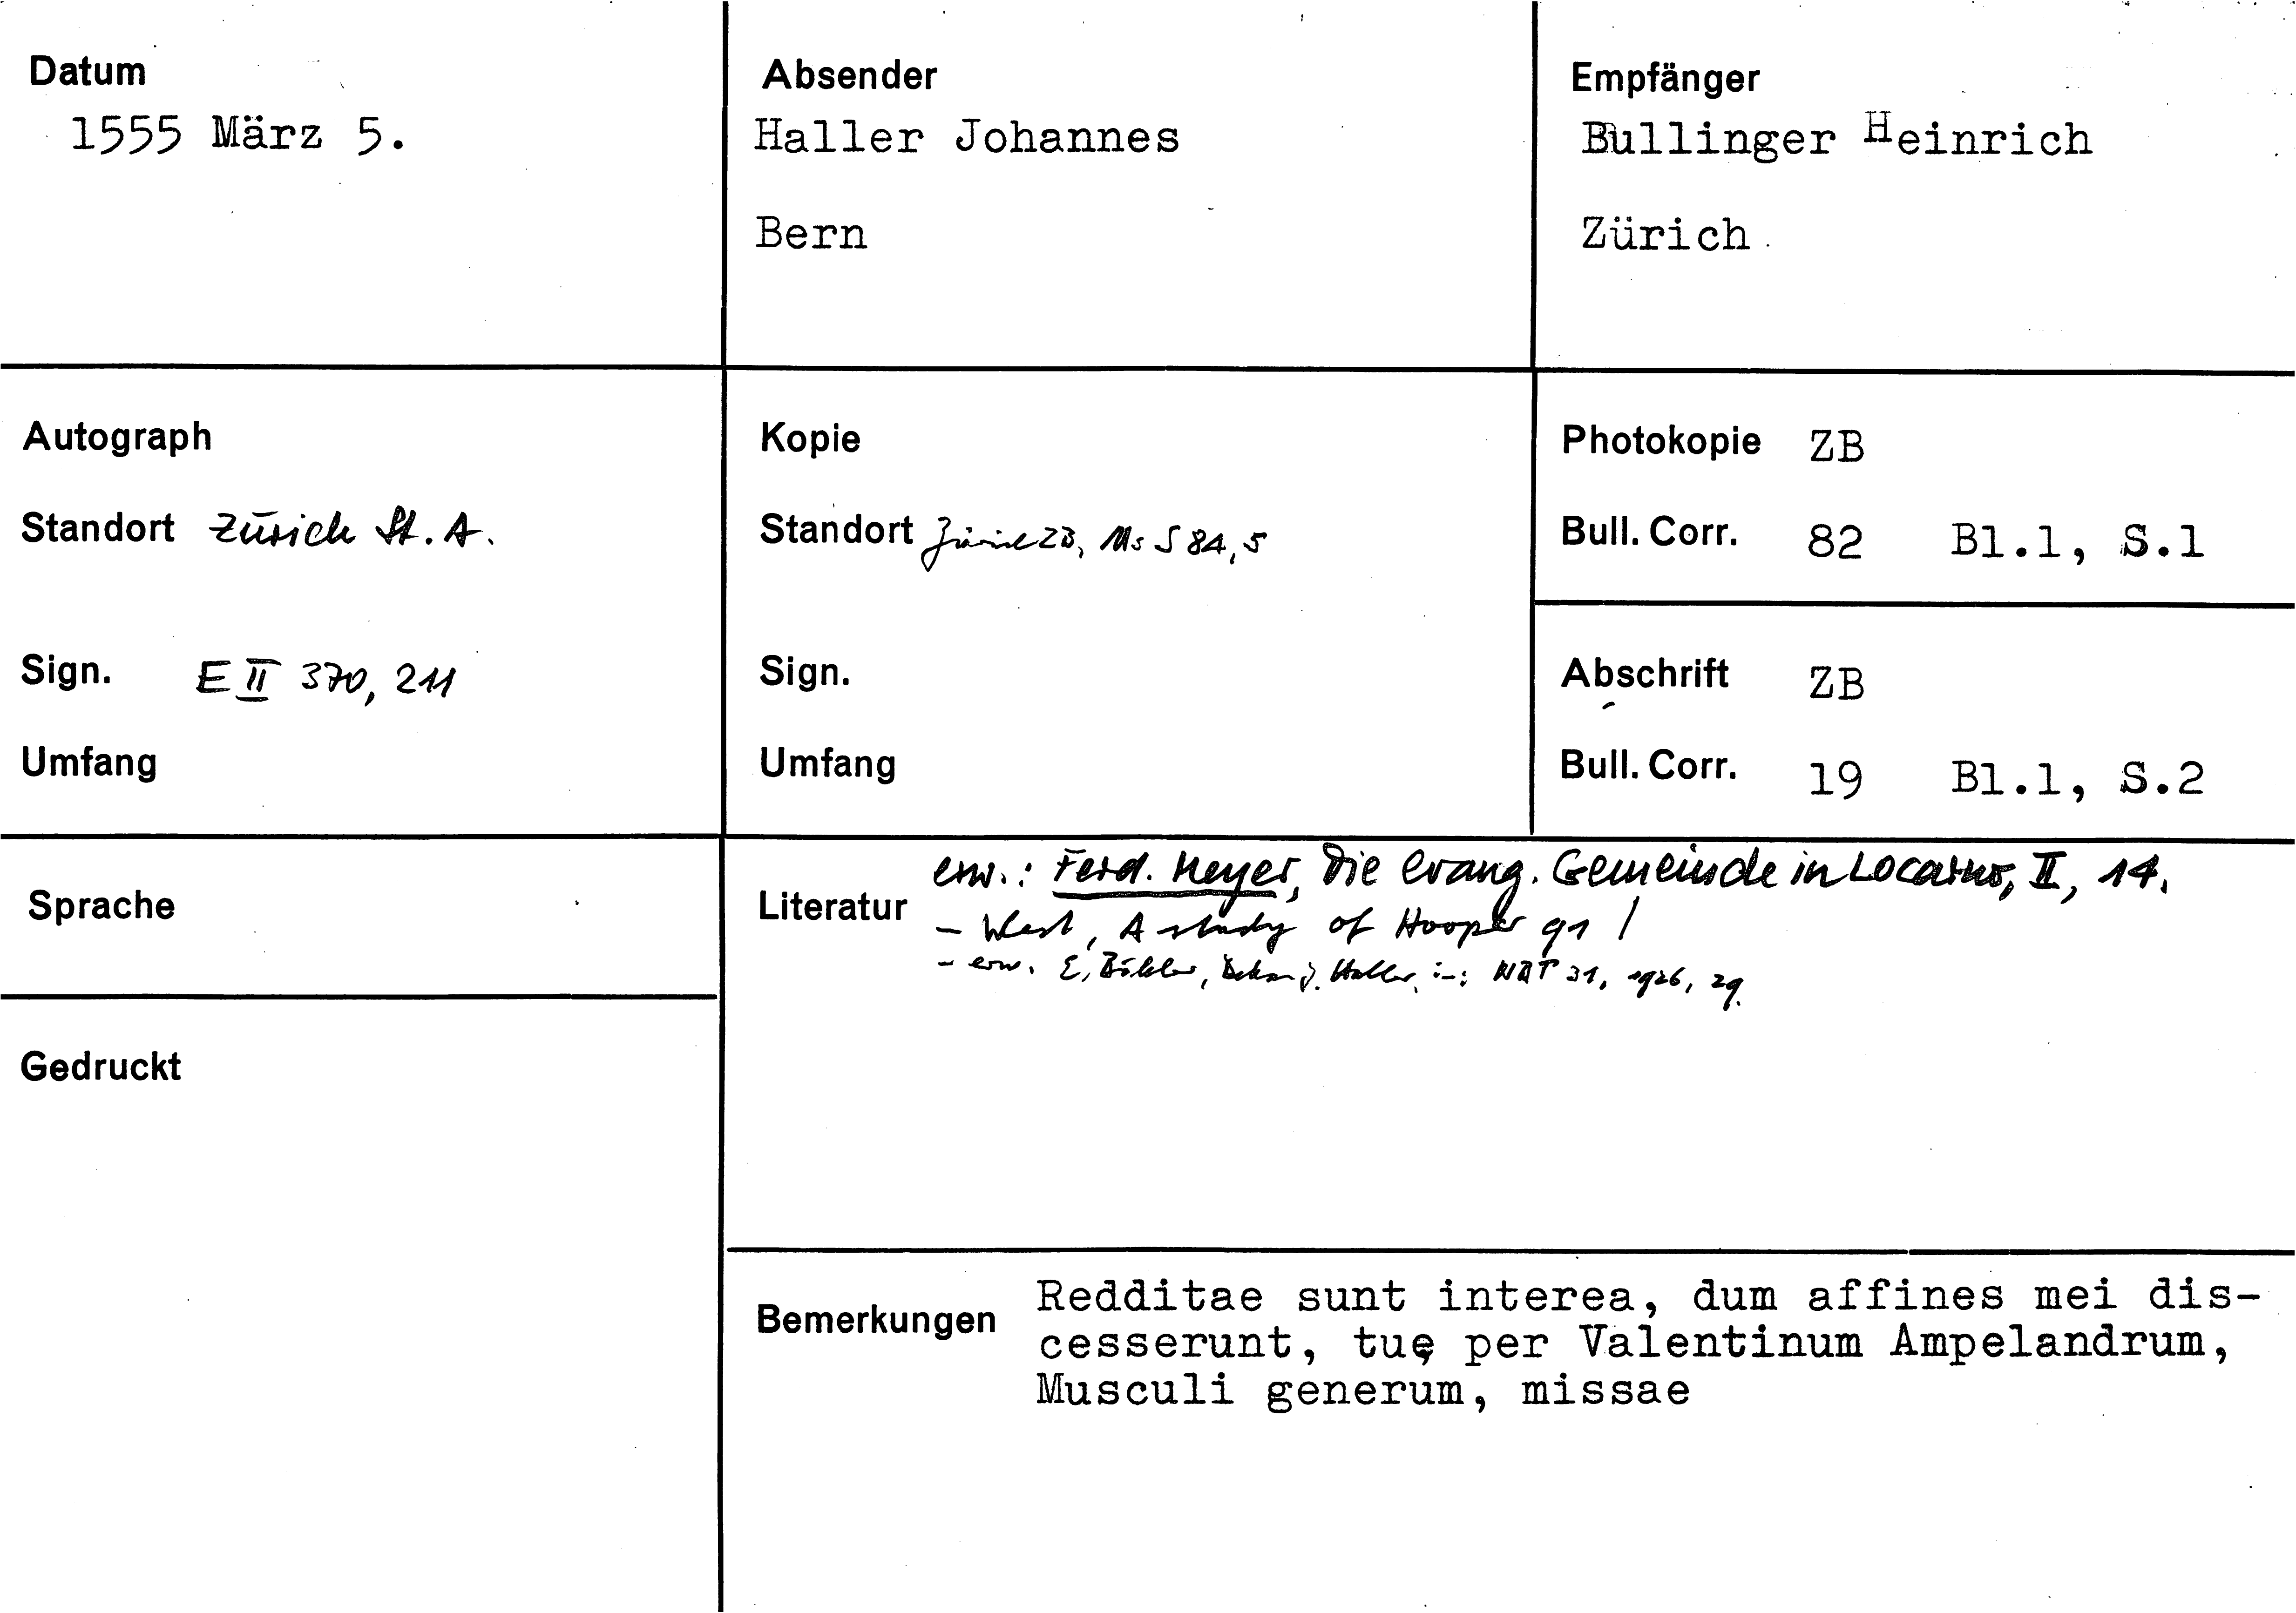 Datum
1555 März 5.
Absender
Haller Johannes
Bern
Empfänger
Bullinger Heinrich
Zürich
Autograph
Standort Zürich St. A.
Sign. E II 370, 211
Umfang
Kopie
Standort Zürich ZB, Ms S 84, 5
Sign.
Umfang
Photokopie ZB
Bull. Corr. 82 Bl.1, S.1
Abschrift ZB
Bull. Corr. 19 Bl.1, S.2
Sprache
Gedruckt
Literatur
erw.: Ferd. Meyer, Die evang. Gemeinde in Locarno, II, 14.
- West, A study of Hooper 91 /
- erw. E. Bähler, Dekan J. Haller, in: NBT 31, 1926, 29.
Bemerkungen
Redditae sunt interea, dum affines mei dis-
cesserunt, tuę per Valentinum Ampelandrum,
Musculi generum, missae